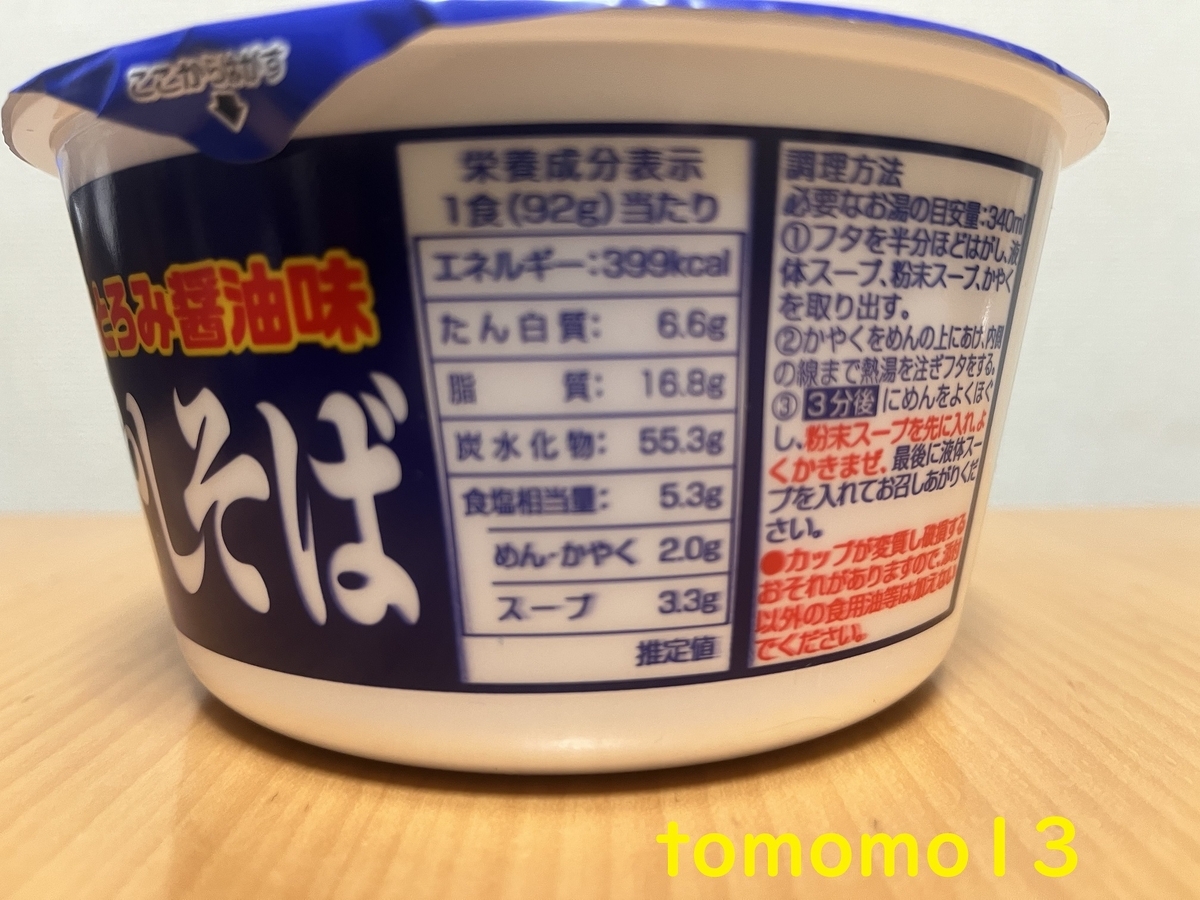 ここからはがす
とろみ醤油味
しそば
栄養成分表示
1食(92g)当たり
エネルギー:399kcal
たん白質: 6.6g
脂 質: 16.8g
炭水化物: 55.3g
食塩相当量: 5.3g
めん・かやく 2.0g
スープ 3.3g
推定値
調理方法
必要なお湯の目安量:340ml
①フタを半分ほどはがし、液
体スープ、粉末スープ、かやく
を取り出す。
②かやくをめんの上にあけ、内側
の線まで熱湯を注ぎフタをする。
③3分後にめんをよくほぐ
し、粉末スープを先に入れ、よ
くかきまぜ、最後に液体スー
プを入れてお召しあがりくだ
さい。
●カップが変質し破損する
おそれがありますので、添付
以外の食用油等は加えない
でください。
tomomo13